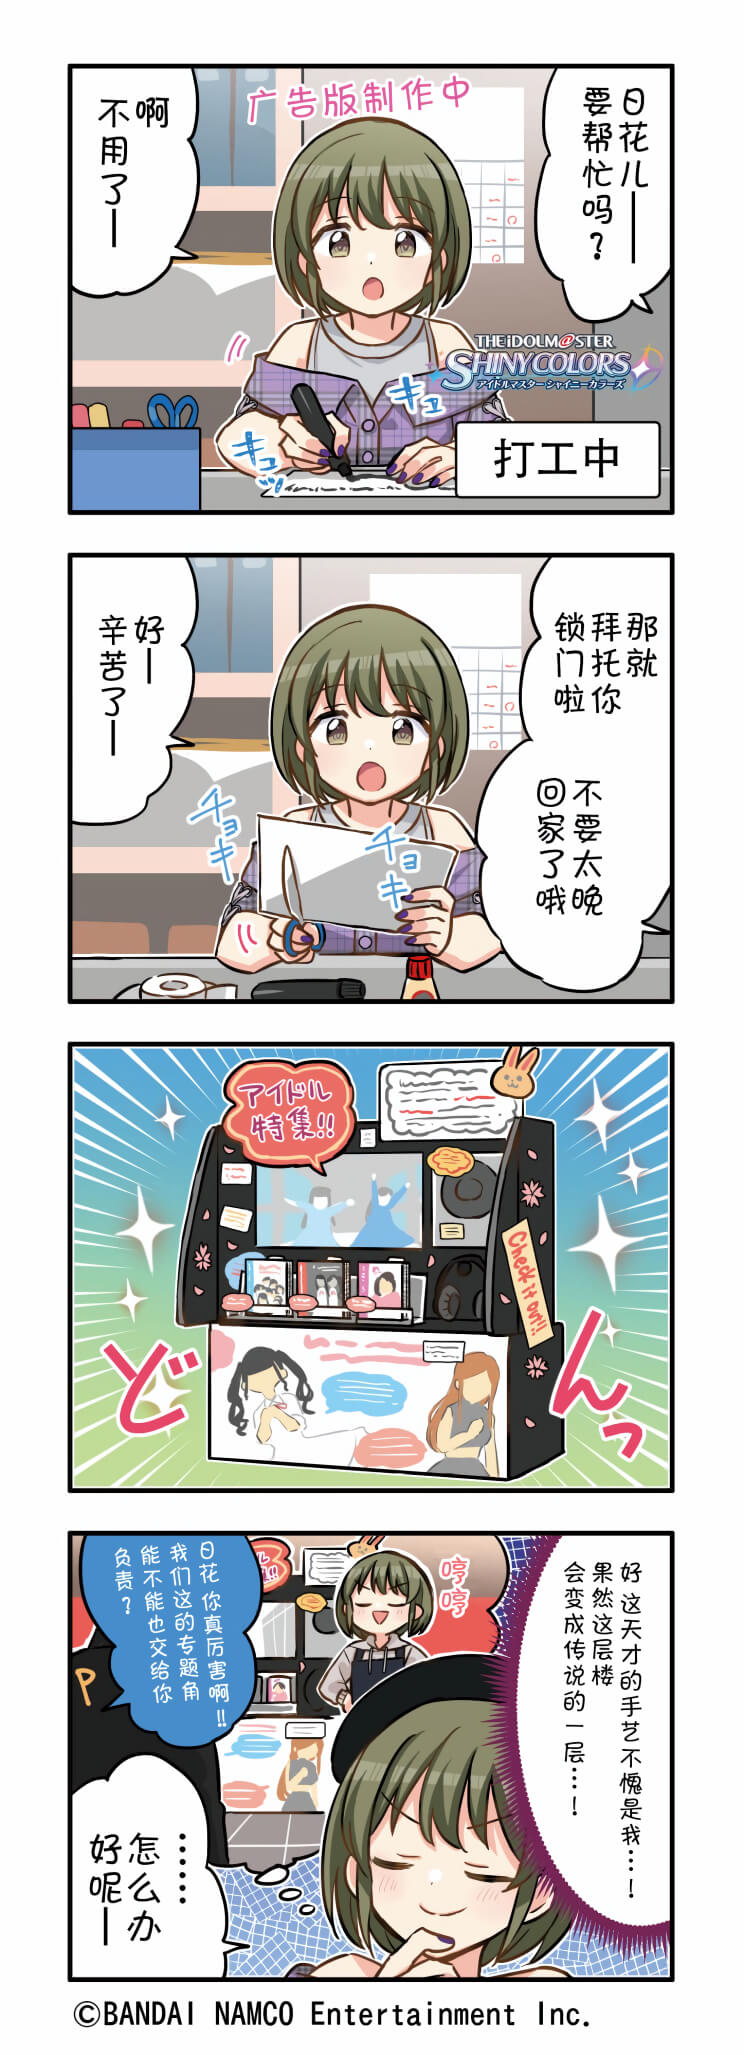 广告版制作中
日花儿——
要帮忙吗？
啊
不用了——
THE iDOLM@STER
SHINY COLORS
アイドルマスター シャイニーカラーズ
キュ
キュッ
打工中
那就
拜托你
锁门啦
不要太晚
回家了哦
好——
辛苦了——
チョキ
チョキ
アイドル
特集!!
Check it out!!
どんっ
好 这天才的手艺不愧是我…！
果然这层楼
会变成传说的一层……！
哼
哼
日花 你真厉害啊!!
我们这的专题角
能不能也交给你
负责？
P
……
怎么办
好呢——
©BANDAI NAMCO Entertainment Inc.